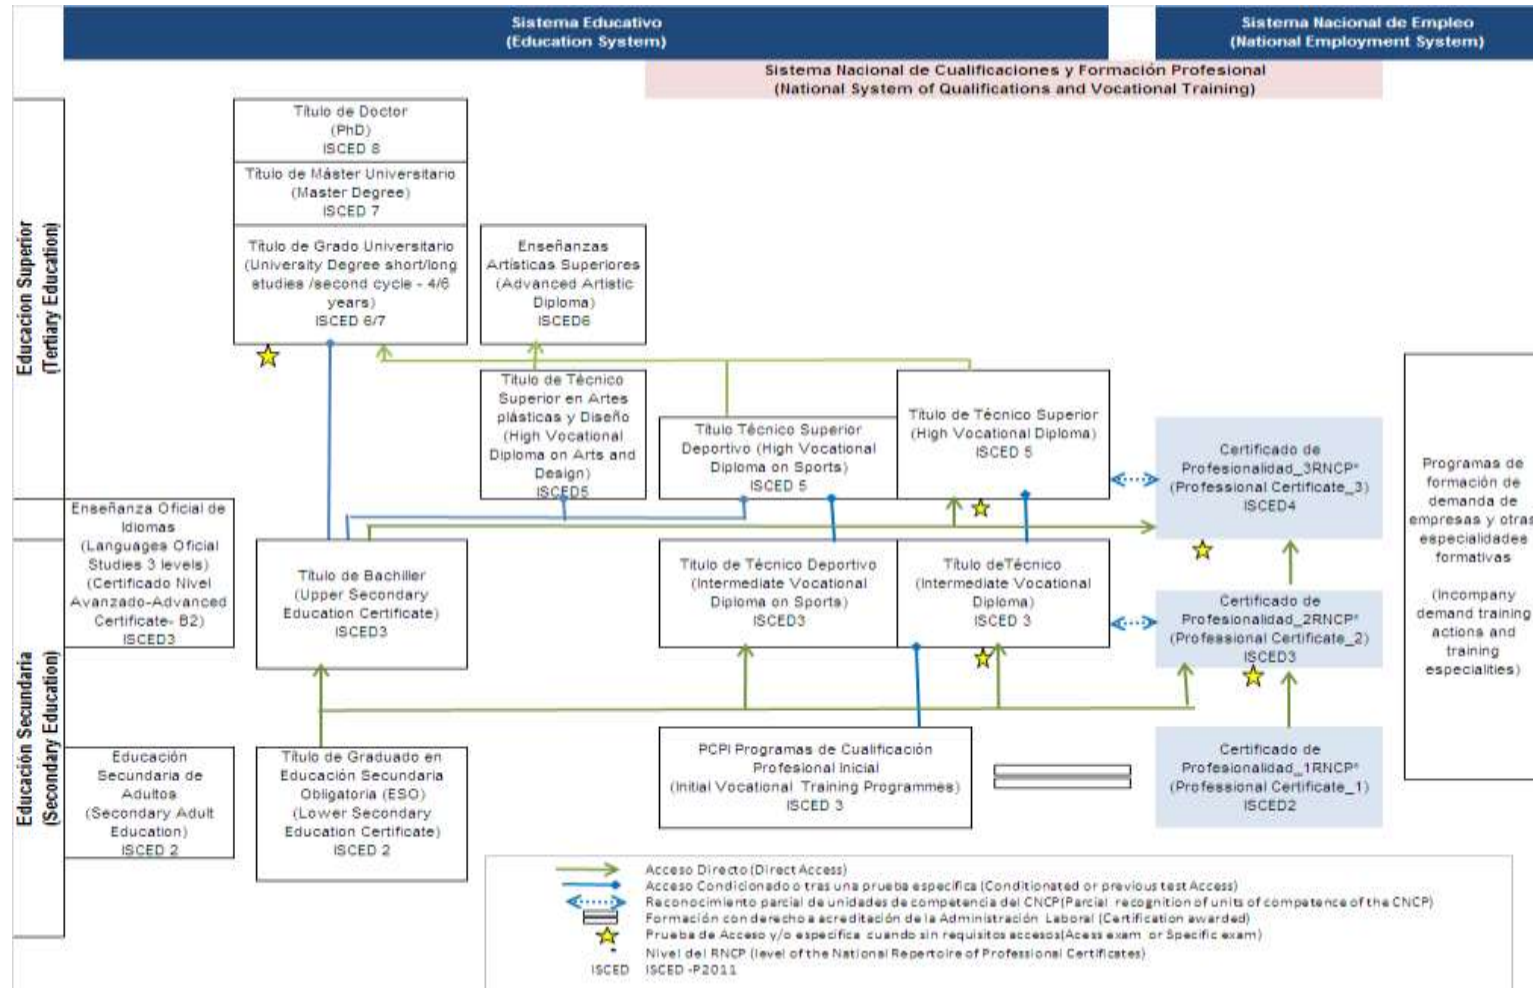 Sistema Educativo
(Education System)
Sistema Nacional de Empleo
(National Employment System)
Sistema Nacional de Cualificaciones y Formación Profesional
(National System of Qualifications and Vocational Training)
Educacion Superior
(Tertiary Education)
Título de Doctor
(PhD)
ISCED 8
Título de Máster Universitario
(Master Degree)
ISCED 7
Título de Grado Universitario
(University Degree short/long
studies /second cycle - 4/6
years)
ISCED 6/7
Enseñanzas
Artísticas Superiores
(Advanced Artistic
Diploma)
ISCED6
Título de Técnico
Superior en Artes
plásticas y Diseño
(High Vocational
Diploma on Arts and
Design)
ISCED5
Título Técnico Superior
Deportivo (High Vocational
Diploma on Sports)
ISCED 5
Título de Técnico Superior
(High Vocational Diploma)
ISCED 5
Certificado de
Profesionalidad_3RNCP*
(Professional Certificate_3)
ISCED4
Programas de
formación de
demanda de
empresas y otras
especialidades
formativas
(Incompany
demand training
actions and
training
especialities)
Educación Secundaria
(Secondary Education)
Enseñanza Oficial de
Idiomas
(Languages Oficial
Studies 3 levels)
(Certificado Nivel
Avanzado-Advanced
Certificate- B2)
ISCED3
Título de Bachiller
(Upper Secondary
Education Certificate)
ISCED3
Título de Técnico Deportivo
(Intermediate Vocational
Diploma on Sports)
ISCED3
Título deTécnico
(Intermediate Vocational
Diploma)
ISCED 3
Certificado de
Profesionalidad_2RNCP*
(Professional Certificate_2)
ISCED3
Educación
Secundaria de
Adultos
(Secondary Adult
Education)
ISCED 2
Título de Graduado en
Educación Secundaria
Obligatoria (ESO)
(Lower Secondary
Education Certificate)
ISCED 2
PCPI Programas de Cualificación
Profesional Inicial
(Initial Vocational Training Programmes)
ISCED 3
Certificado de
Profesionalidad_1RNCP*
(Professional Certificate_1)
ISCED2
Acceso Directo (Direct Access)
Acceso Condicionado o tras una prueba específica (Conditionated or previous test Access)
Reconocimiento parcial de unidades de competencia del CNCP(Parcial recognition of units of competence of the CNCP)
Formación con derecho a acreditación de la Administración Laboral (Certification awarded)
Prueba de Acceso y/o especifica cuando sin requisitos accesos(Acess exam or Specific exam)
* Nivel del RNCP (level of the National Repertoire of Professional Certificates)
ISCED ISCED -P2011